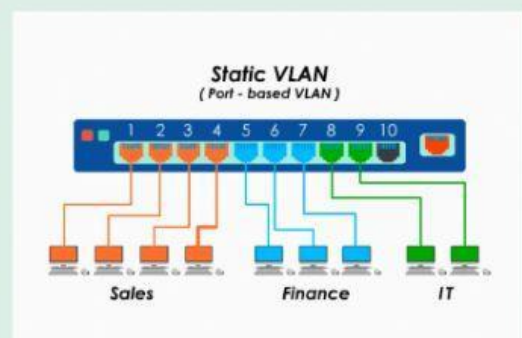 Static VLAN
( Port - based VLAN )
1 2 3 4 5 6 7 8 9 10
Sales Finance IT